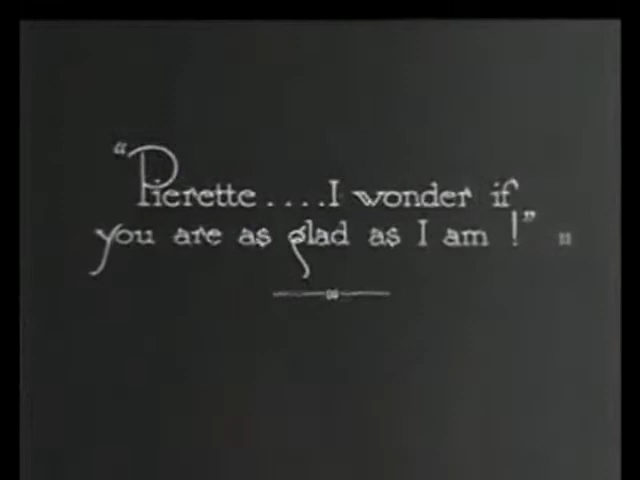 “Pierette....I wonder if
you are as glad as I am !”